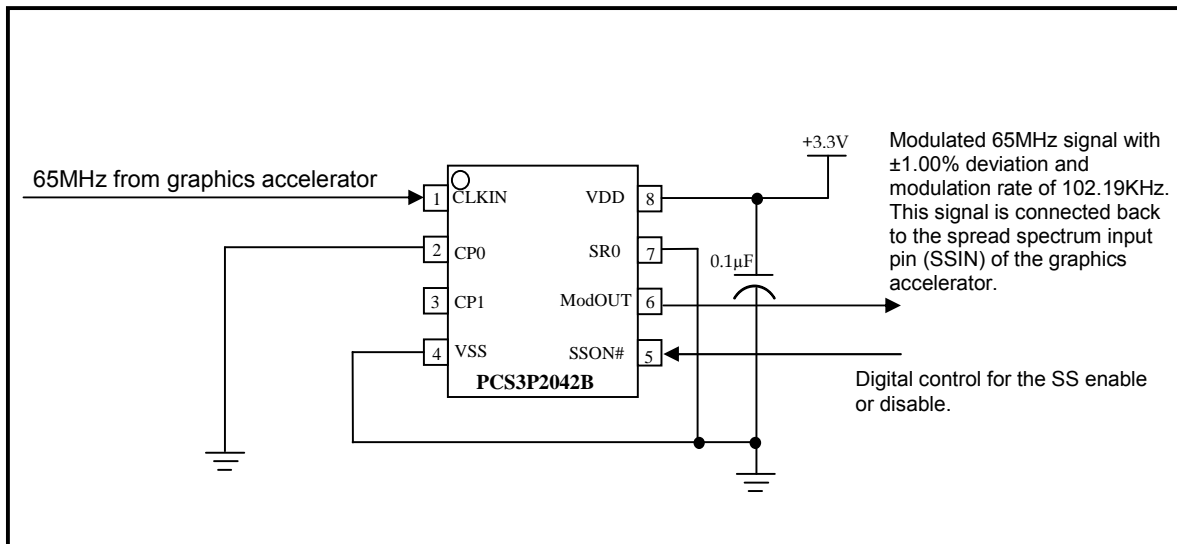 65MHz from graphics accelerator
1 CLKIN
2 CP0
3 CP1
4 VSS
VDD 8
SR0 7
ModOUT 6
SSON# 5
PCS3P2042B
+3.3V
0.1µF
Modulated 65MHz signal with
±1.00% deviation and
modulation rate of 102.19KHz.
This signal is connected back
to the spread spectrum input
pin (SSIN) of the graphics
accelerator.
Digital control for the SS enable
or disable.